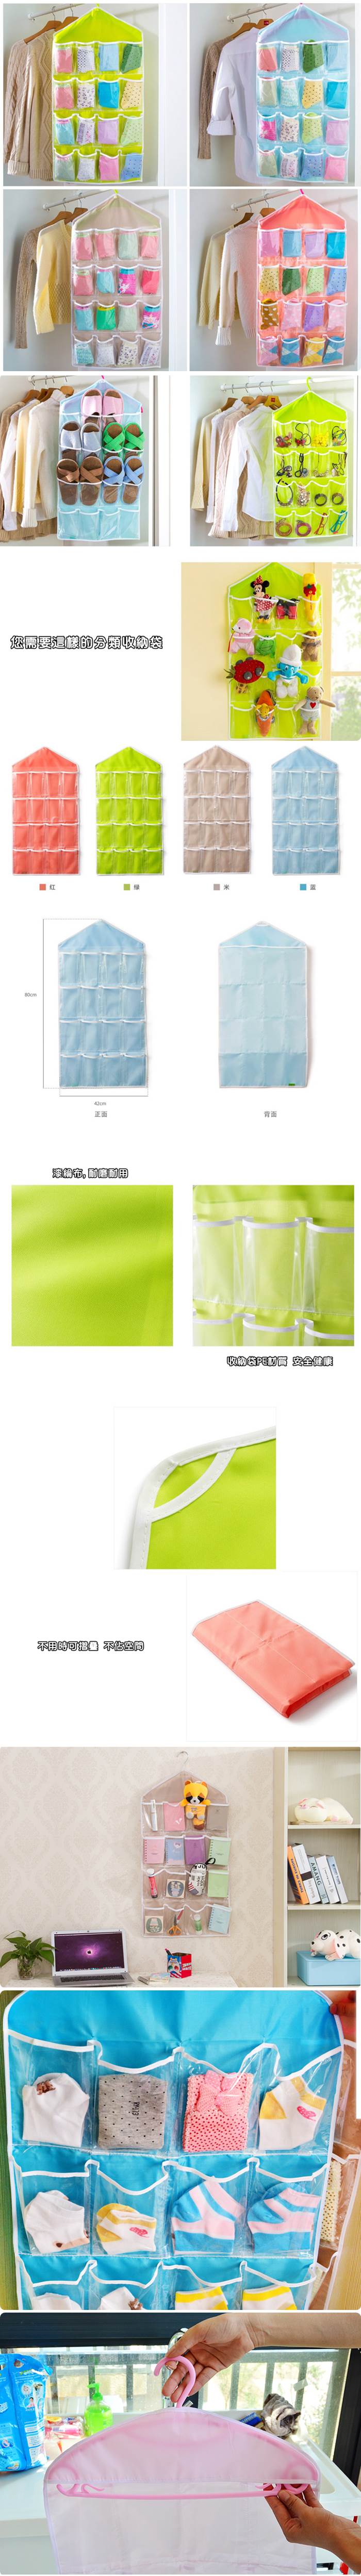 您需要這樣的分類收納袋
红
绿
米
蓝
80cm
42cm
正面
背面
漆綸布, 耐磨耐用
收納袋PE材質 安全健康
不用時可摺疊 不佔空間